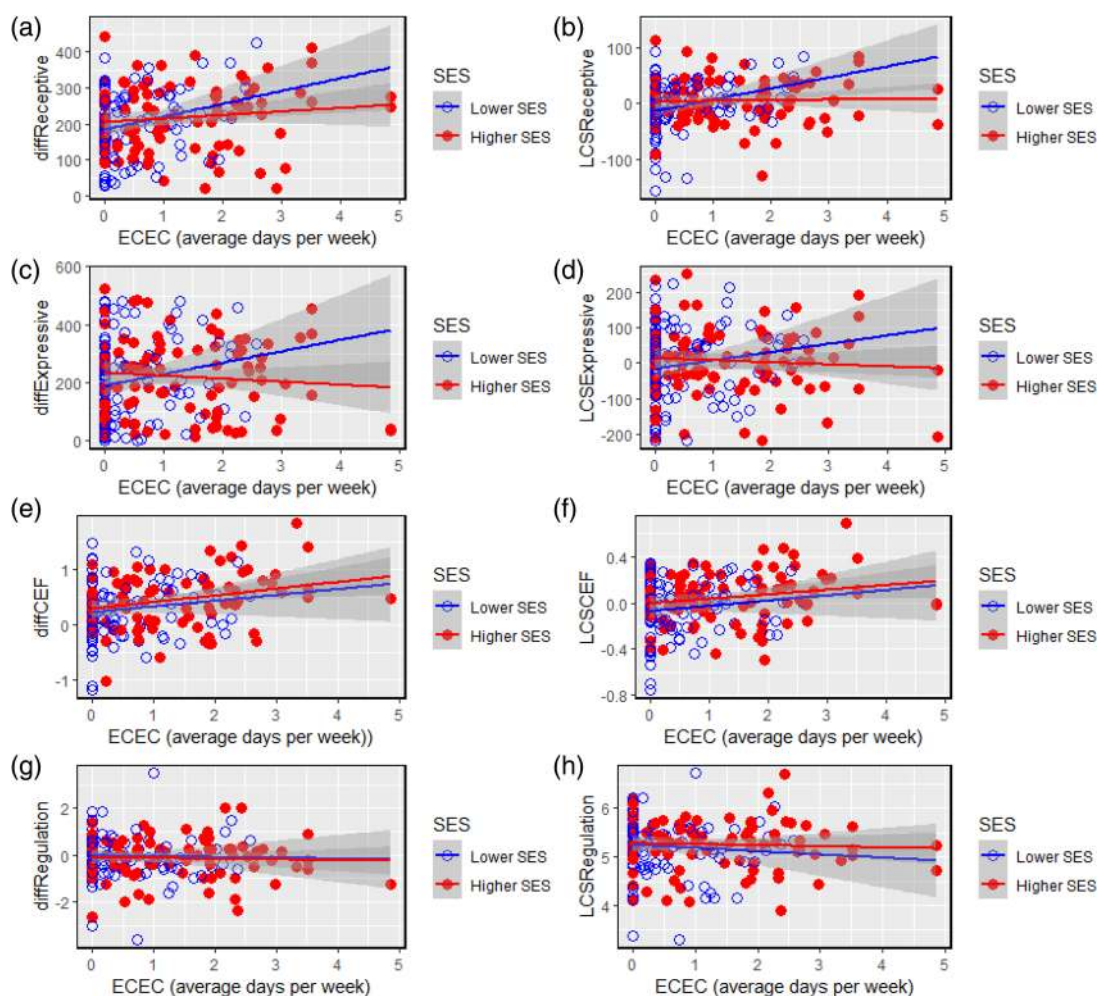 (a)
diffReceptive
400
300
200
100
0
0 1 2 3 4 5
ECEC (average days per week)
SES
Lower SES
Higher SES
(b)
LCSReceptive
100
0
-100
0 1 2 3 4 5
ECEC (average days per week)
SES
Lower SES
Higher SES
(c)
diffExpressive
600
400
200
0
0 1 2 3 4 5
ECEC (average days per week)
SES
Lower SES
Higher SES
(d)
LCSExpressive
200
100
0
-100
-200
0 1 2 3 4 5
ECEC (average days per week)
SES
Lower SES
Higher SES
(e)
diffCEF
1
0
-1
0 1 2 3 4 5
ECEC (average days per week))
SES
Lower SES
Higher SES
(f)
LCSCEF
0.4
0.0
-0.4
-0.8
0 1 2 3 4 5
ECEC (average days per week)
SES
Lower SES
Higher SES
(g)
diffRegulation
2
0
-2
0 1 2 3 4 5
ECEC (average days per week)
SES
Lower SES
Higher SES
(h)
LCSRegulation
6
5
4
0 1 2 3 4 5
ECEC (average days per week)
SES
Lower SES
Higher SES